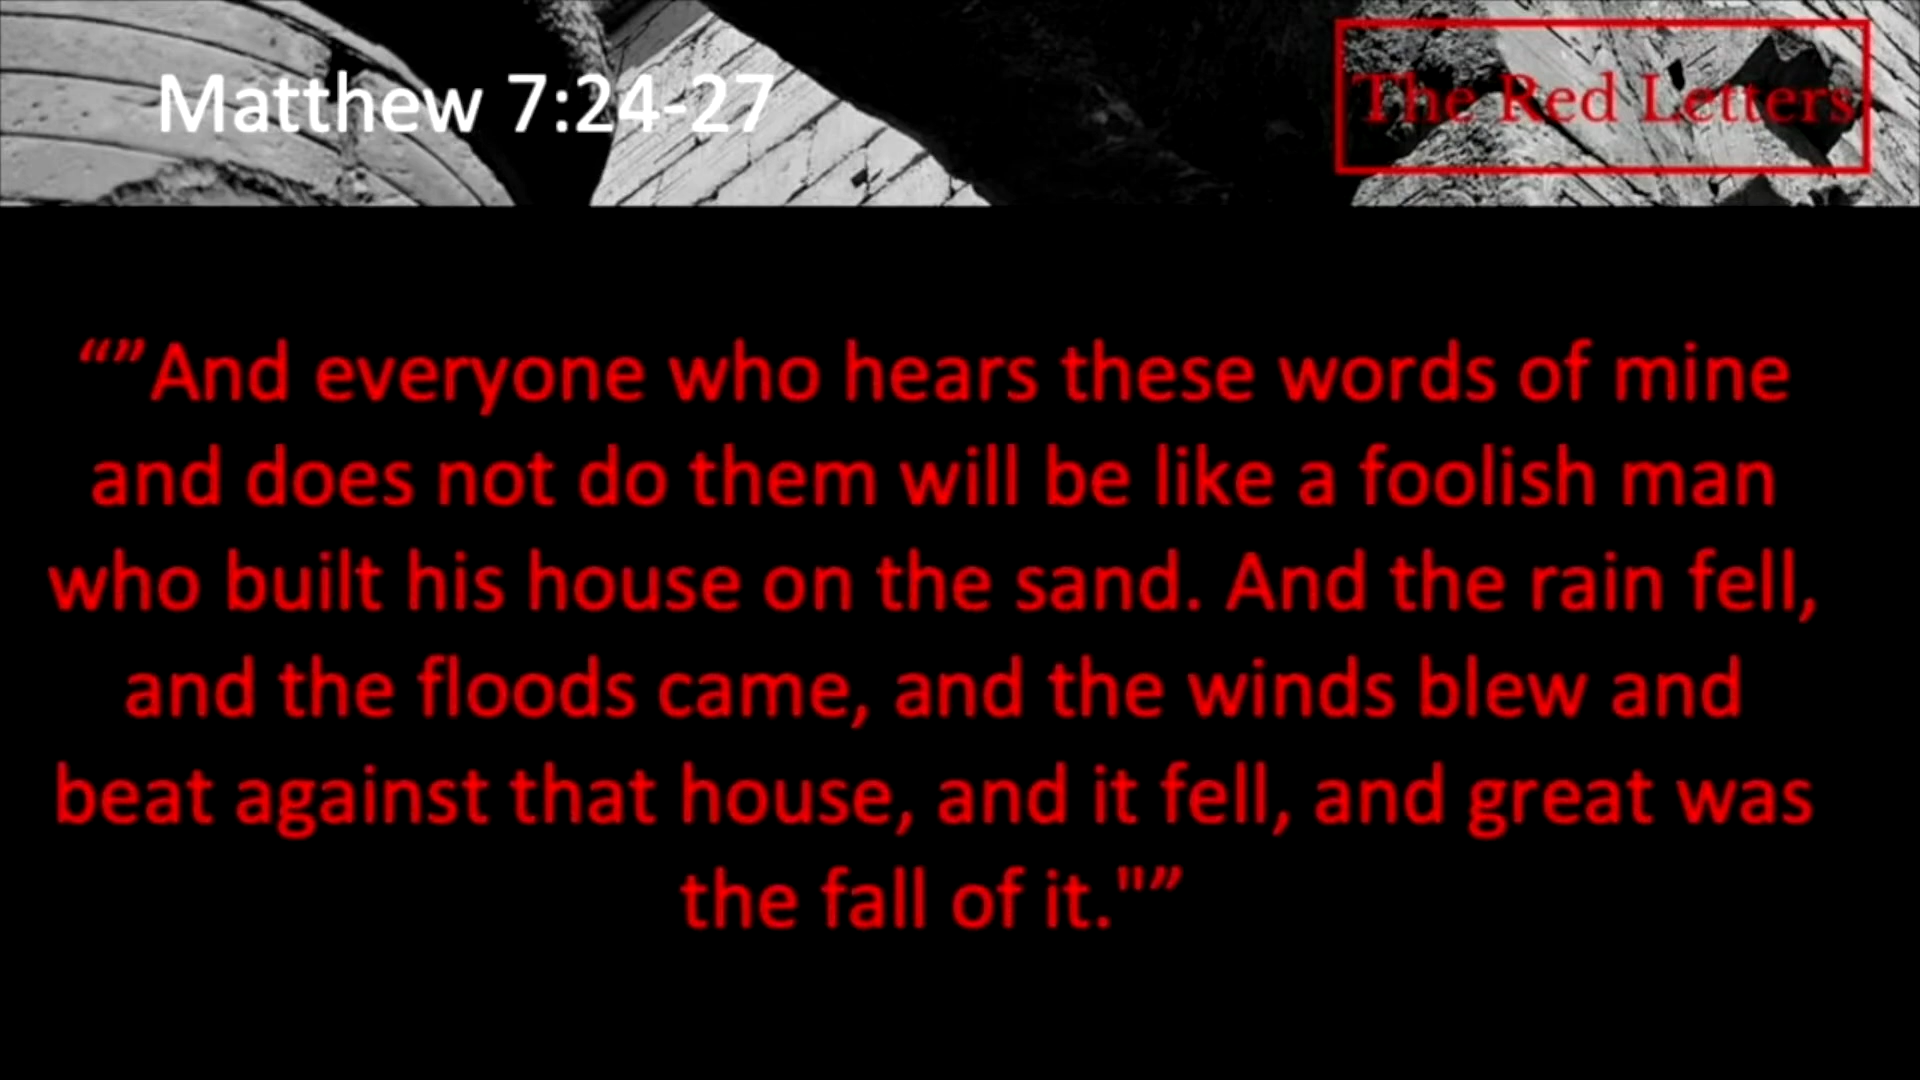 Matthew 7:24-27
The Red Letters
“”And everyone who hears these words of mine
and does not do them will be like a foolish man
who built his house on the sand. And the rain fell,
and the floods came, and the winds blew and
beat against that house, and it fell, and great was
the fall of it."”